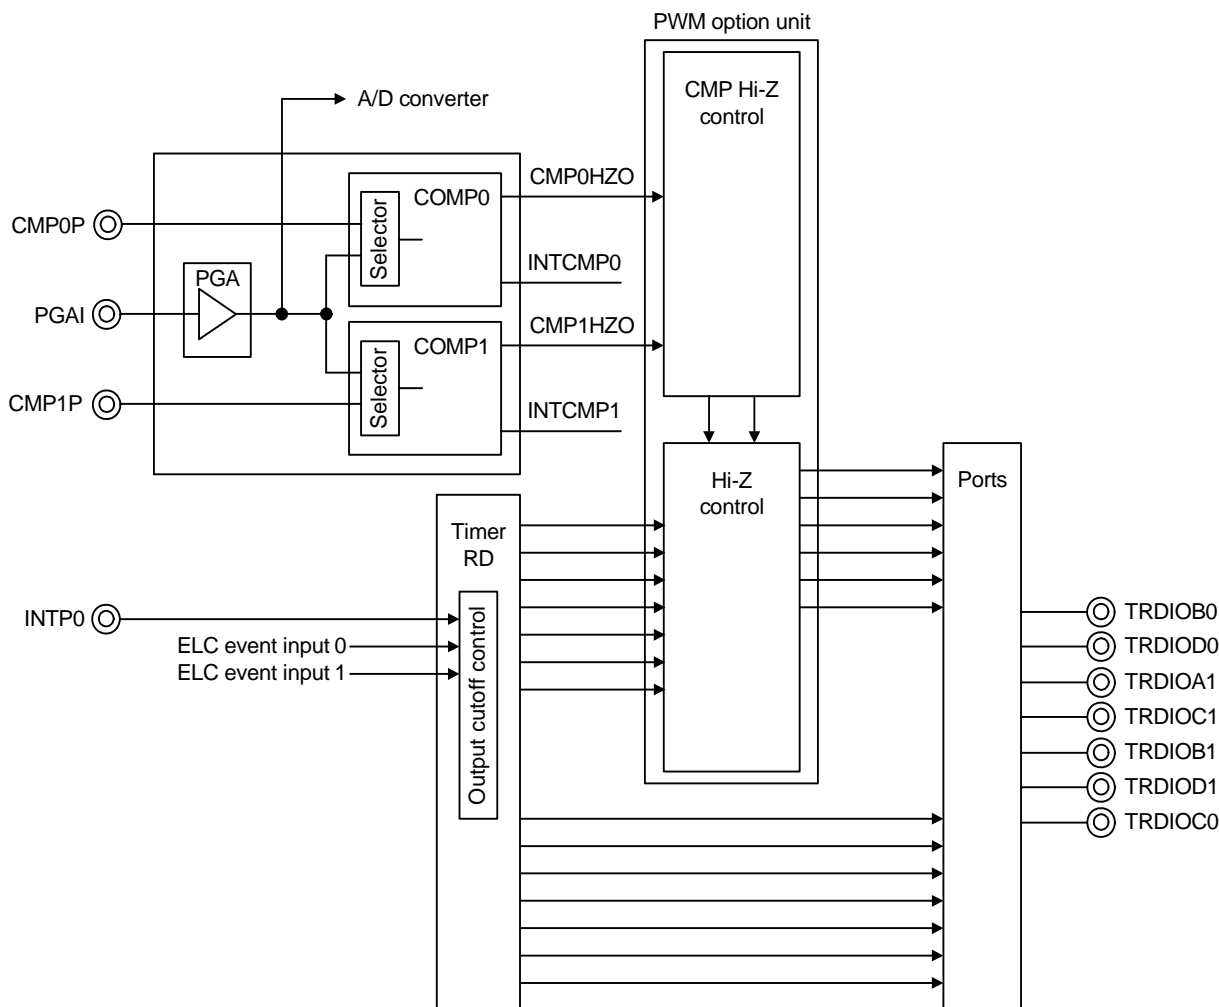 PWM option unit
CMP Hi-Z
control
A/D converter
CMP0HZO
COMP0
CMP0P
Selector
INTCMP0
PGA
PGAI
CMP1HZO
COMP1
CMP1P
Selector
INTCMP1
Hi-Z
control
Ports
Timer
RD
INTP0
ELC event input 0
ELC event input 1
Output cutoff control
TRDIOB0
TRDIOD0
TRDIOA1
TRDIOC1
TRDIOB1
TRDIOD1
TRDIOC0